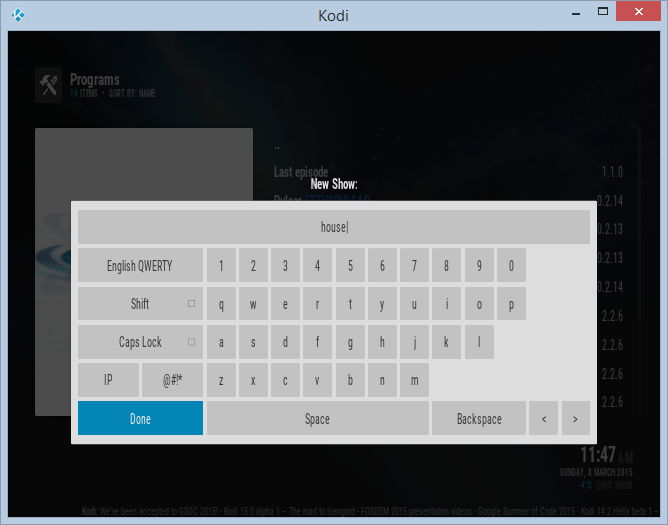 Kodi
Programs
14 ITEMS • SORT BY: NAME
..
Last episode 1.1.0
New Show:
0.2.14
house
0.2.13
English QWERTY 1 2 3 4 5 6 7 8 9 0
0.2.13
Shift q w e r t y u i o p
0.2.14
2.2.6
Caps Lock a s d f g h j k l
2.2.6
IP @#!* z x c v b n m
2.2.6
2.2.6
Done Space Backspace < >
11:47 AM
SUNDAY, 8 MARCH 2015
-4°C LIGHT SNOW
Kodi: We've been accepted to GSOC 2015! - Kodi 15.0 alpha 1 – The road to Isengard - FOSDEM 2015 presentation videos - Google Summer of Code 2015 - Kodi 14.2 Helix beta 1 –